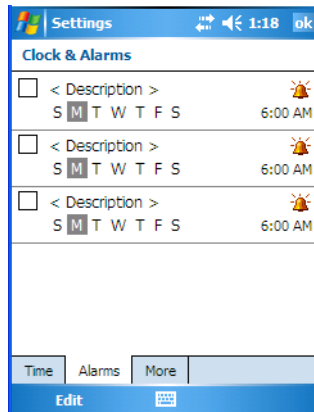 Settings 1:18 ok
Clock & Alarms
< Description >
S M T W T F S 6:00 AM
< Description >
S M T W T F S 6:00 AM
< Description >
S M T W T F S 6:00 AM
Time Alarms More
Edit